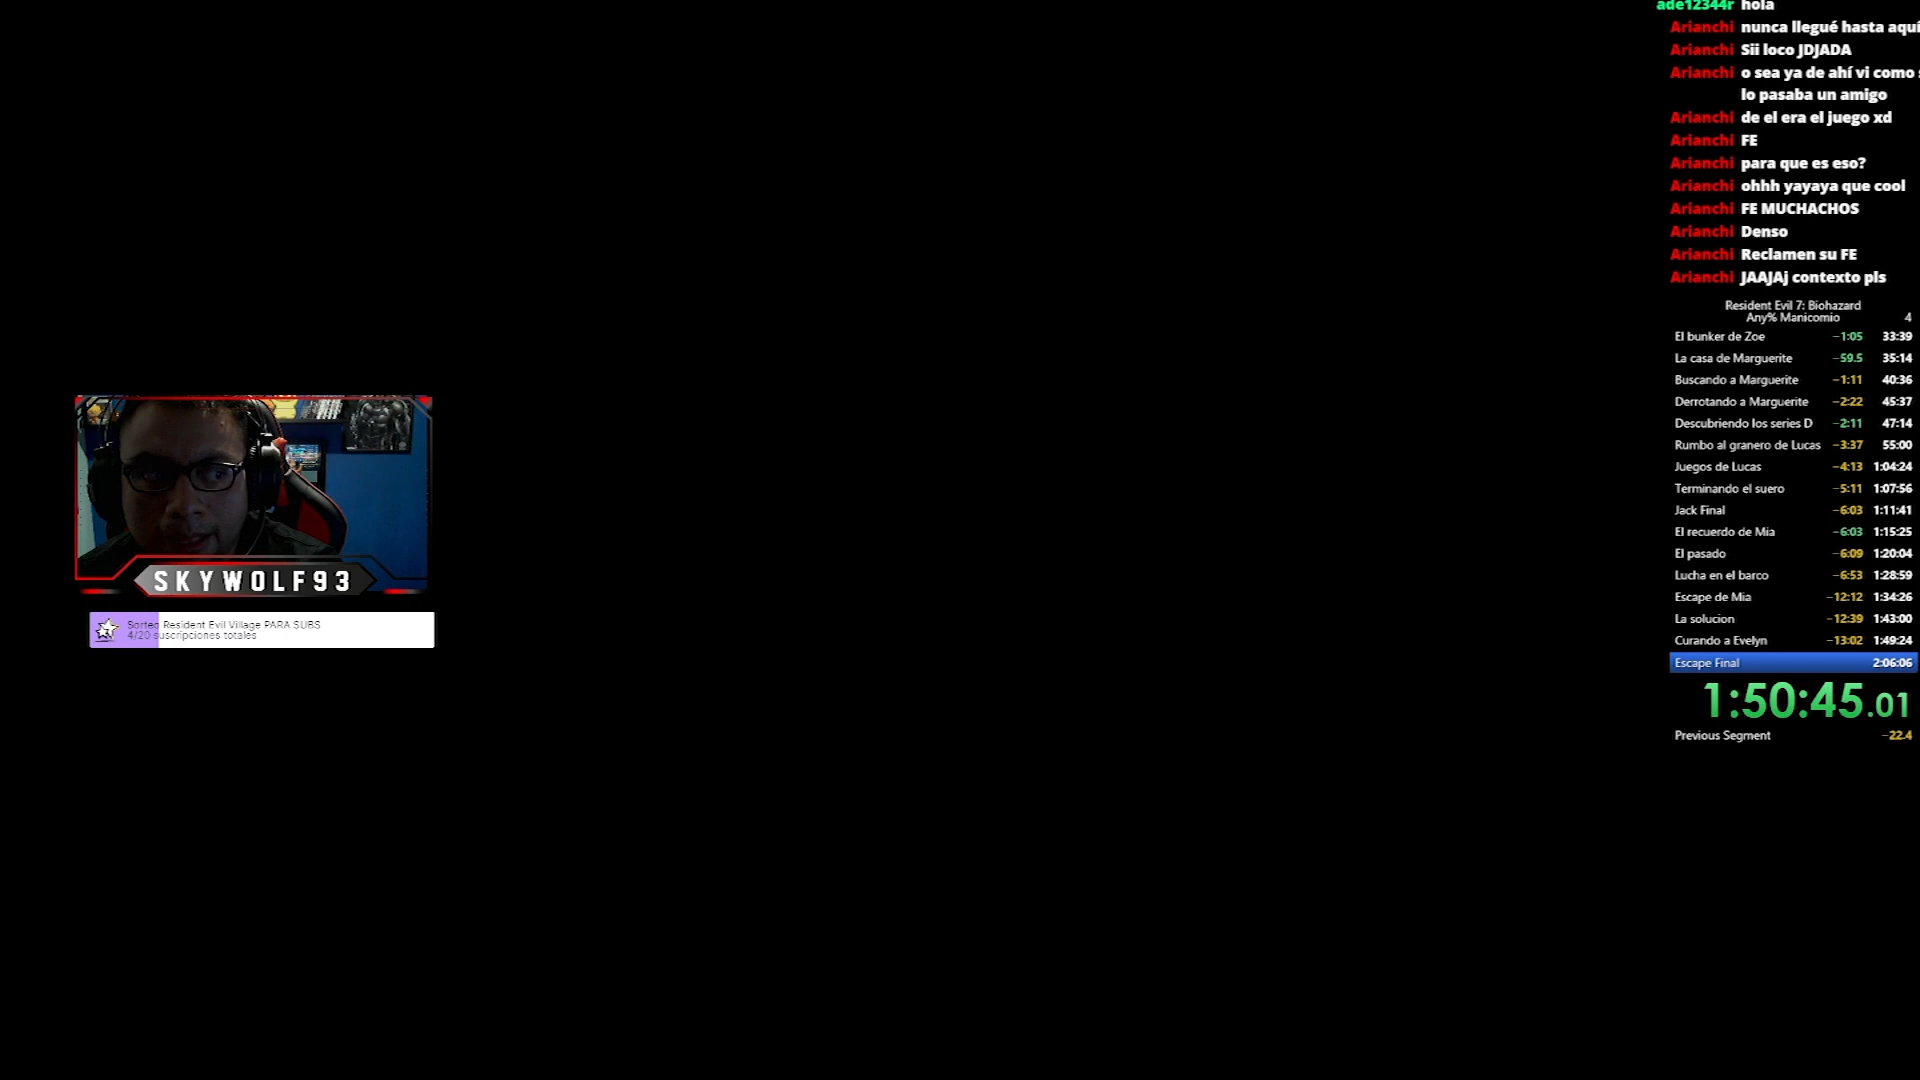 ade12344r hola
Arianchi nunca llegué hasta aquí
Arianchi Sii loco JDJADA
Arianchi o sea ya de ahí vi como
lo pasaba un amigo
Arianchi de el era el juego xd
Arianchi FE
Arianchi para que es eso?
Arianchi ohhh yayaya que cool
Arianchi FE MUCHACHOS
Arianchi Denso
Arianchi Reclamen su FE
Arianchi JAAJAj contexto pls
Resident Evil 7: Biohazard
Any% Manicomio 4
El bunker de Zoe −1:05 33:39
La casa de Marguerite −59.5 35:14
Buscando a Marguerite −1:11 40:36
Derrotando a Marguerite −2:22 45:37
Descubriendo los series D −2:11 47:14
Rumbo al granero de Lucas −3:37 55:00
Juegos de Lucas −4:13 1:04:24
Terminando el suero −5:11 1:07:56
Jack Final −6:03 1:11:41
El recuerdo de Mia −6:03 1:15:25
El pasado −6:09 1:20:04
Lucha en el barco −6:53 1:28:59
Escape de Mia −12:12 1:34:26
La solucion −12:39 1:43:00
Curando a Evelyn −13:02 1:49:24
Escape Final 2:06:06
1:50:45.01
Previous Segment −22.4
SKYWOLF93
Sorteo Resident Evil Village PARA SUBS
4/20 suscripciones totales